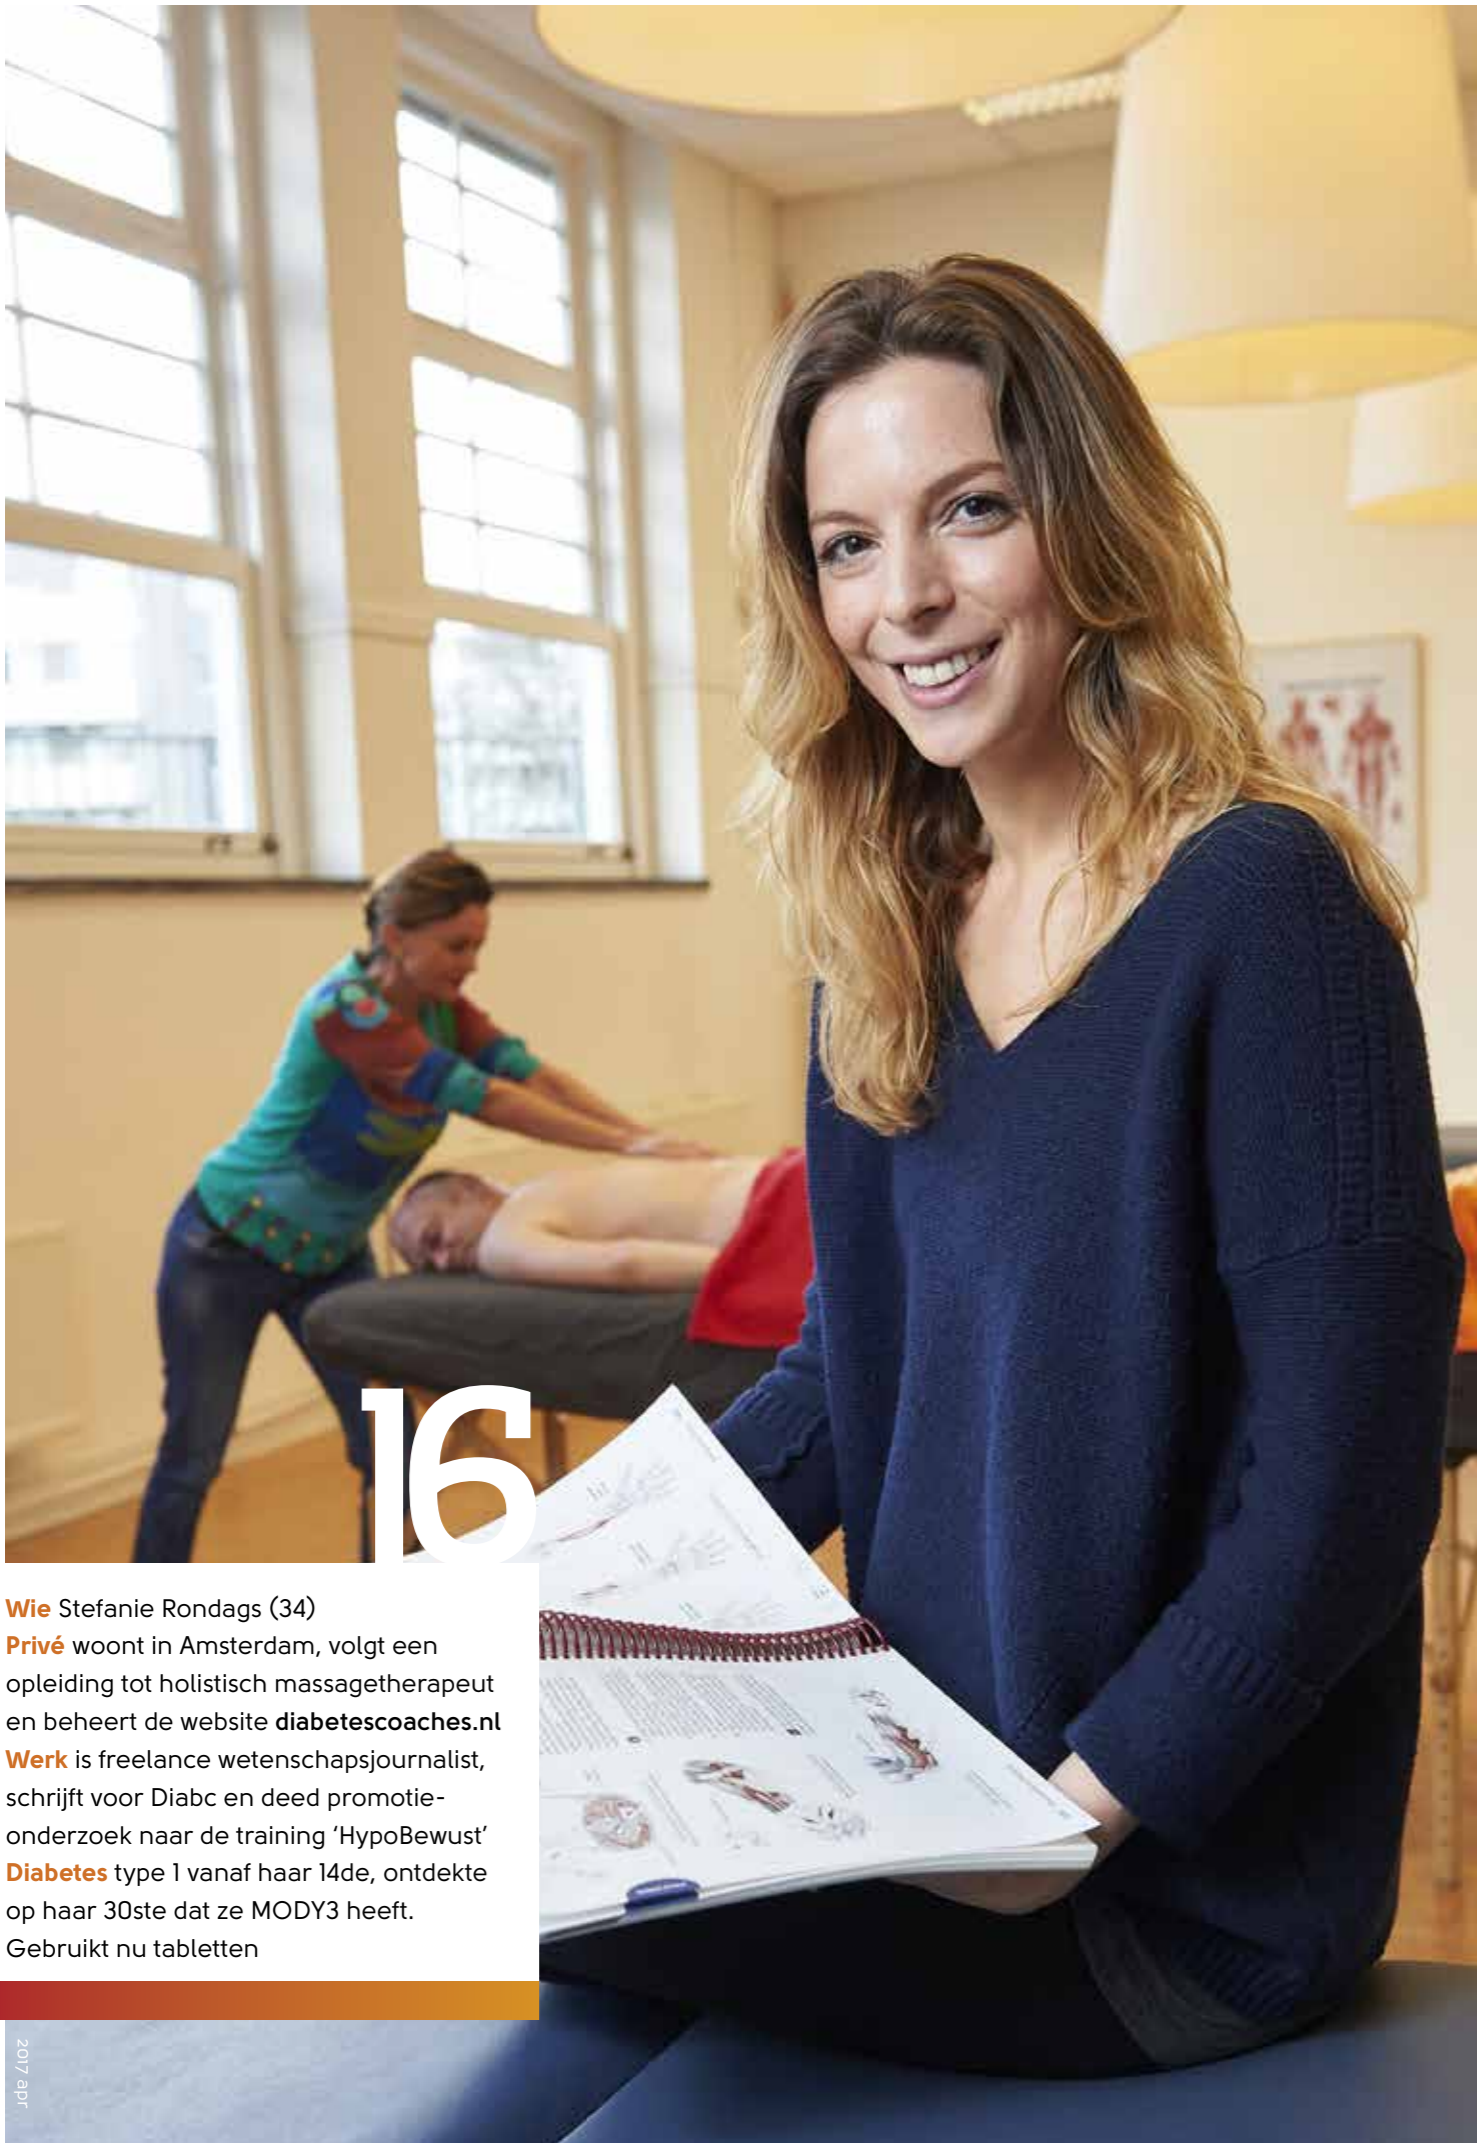 16
Wie Stefanie Rondags (34)
Privé woont in Amsterdam, volgt een
opleiding tot holistisch massagetherapeut
en beheert de website diabetescoaches.nl
Werk is freelance wetenschapsjournalist,
schrijft voor Diabc en deed promotie-
onderzoek naar de training ‘HypoBewust’
Diabetes type 1 vanaf haar 14de, ontdekte
op haar 30ste dat ze MODY3 heeft.
Gebruikt nu tabletten
2017 apr